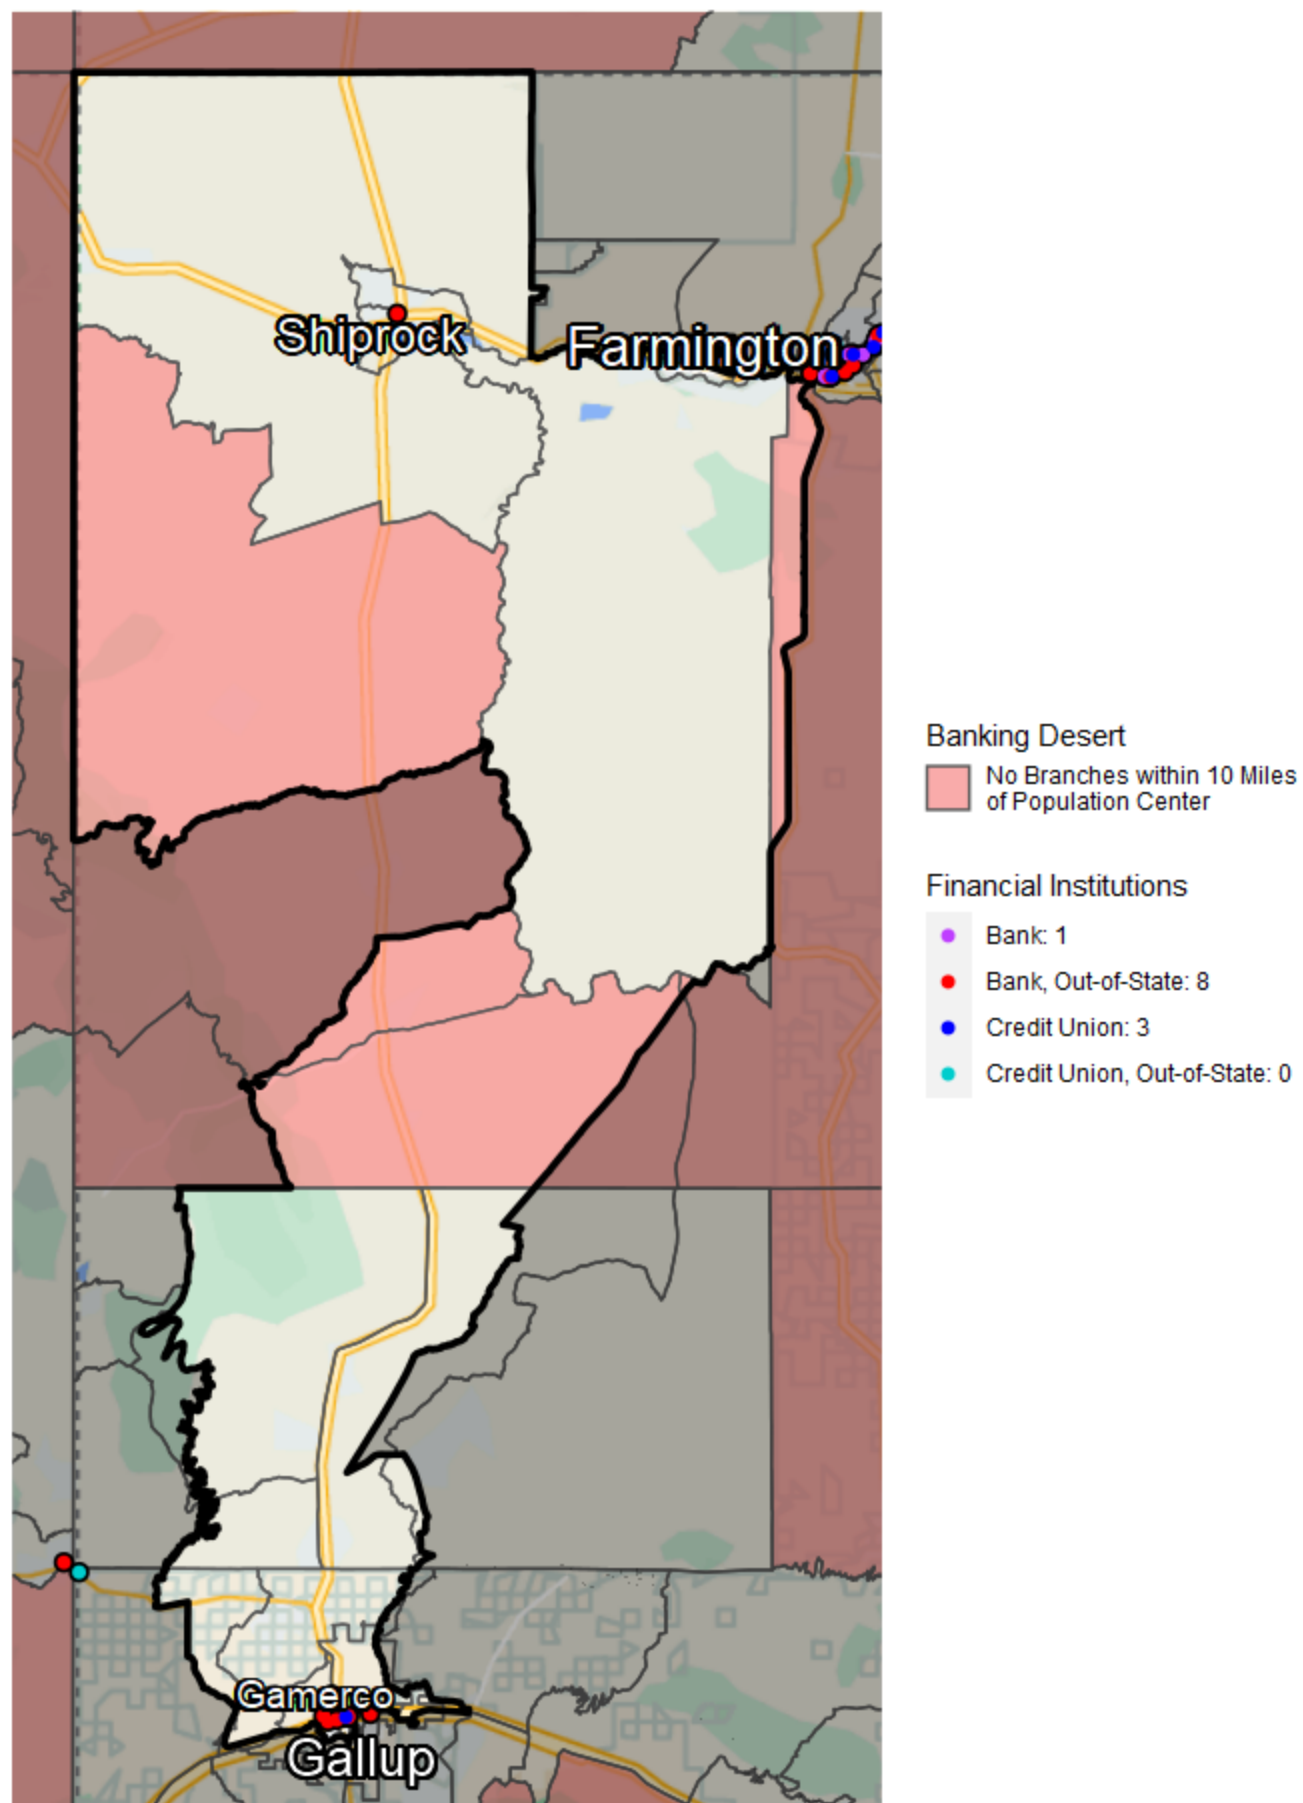 Shiprock
Farmington
Gamerco
Gallup
Banking Desert
No Branches within 10 Miles
of Population Center
Financial Institutions
Bank: 1
Bank, Out-of-State: 8
Credit Union: 3
Credit Union, Out-of-State: 0